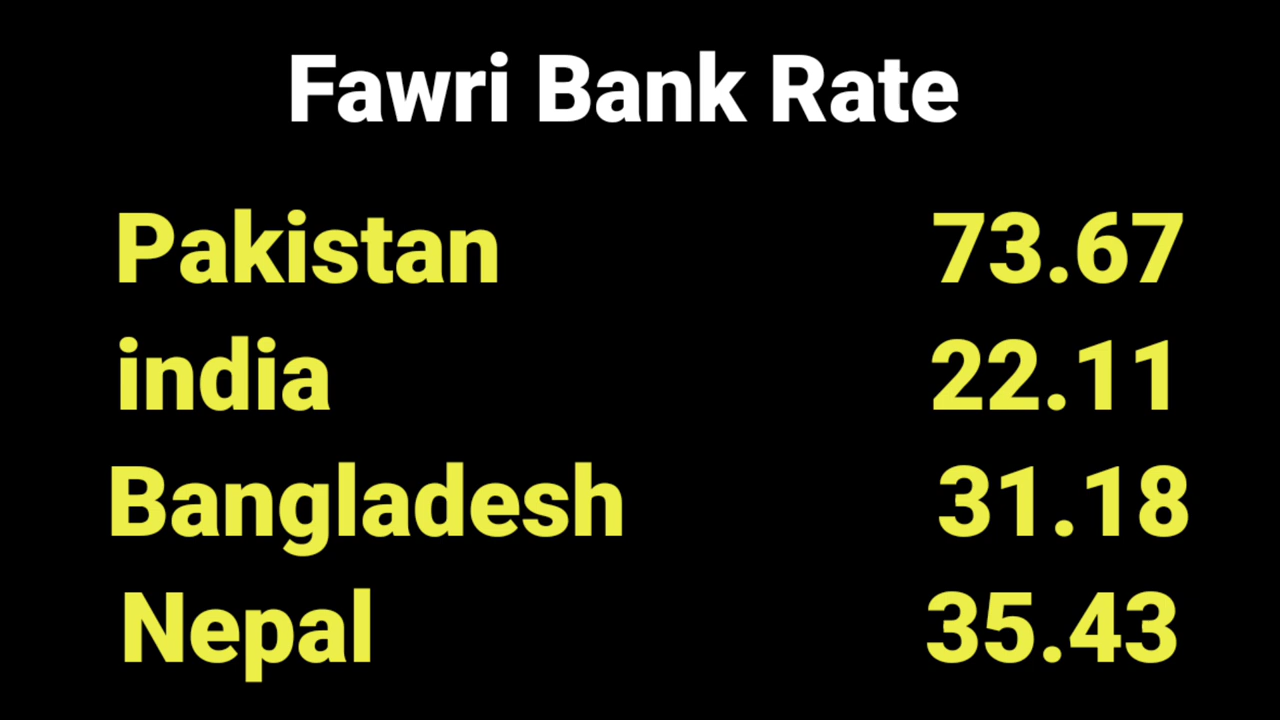 Fawri Bank Rate
Pakistan 73.67
india 22.11
Bangladesh 31.18
Nepal 35.43